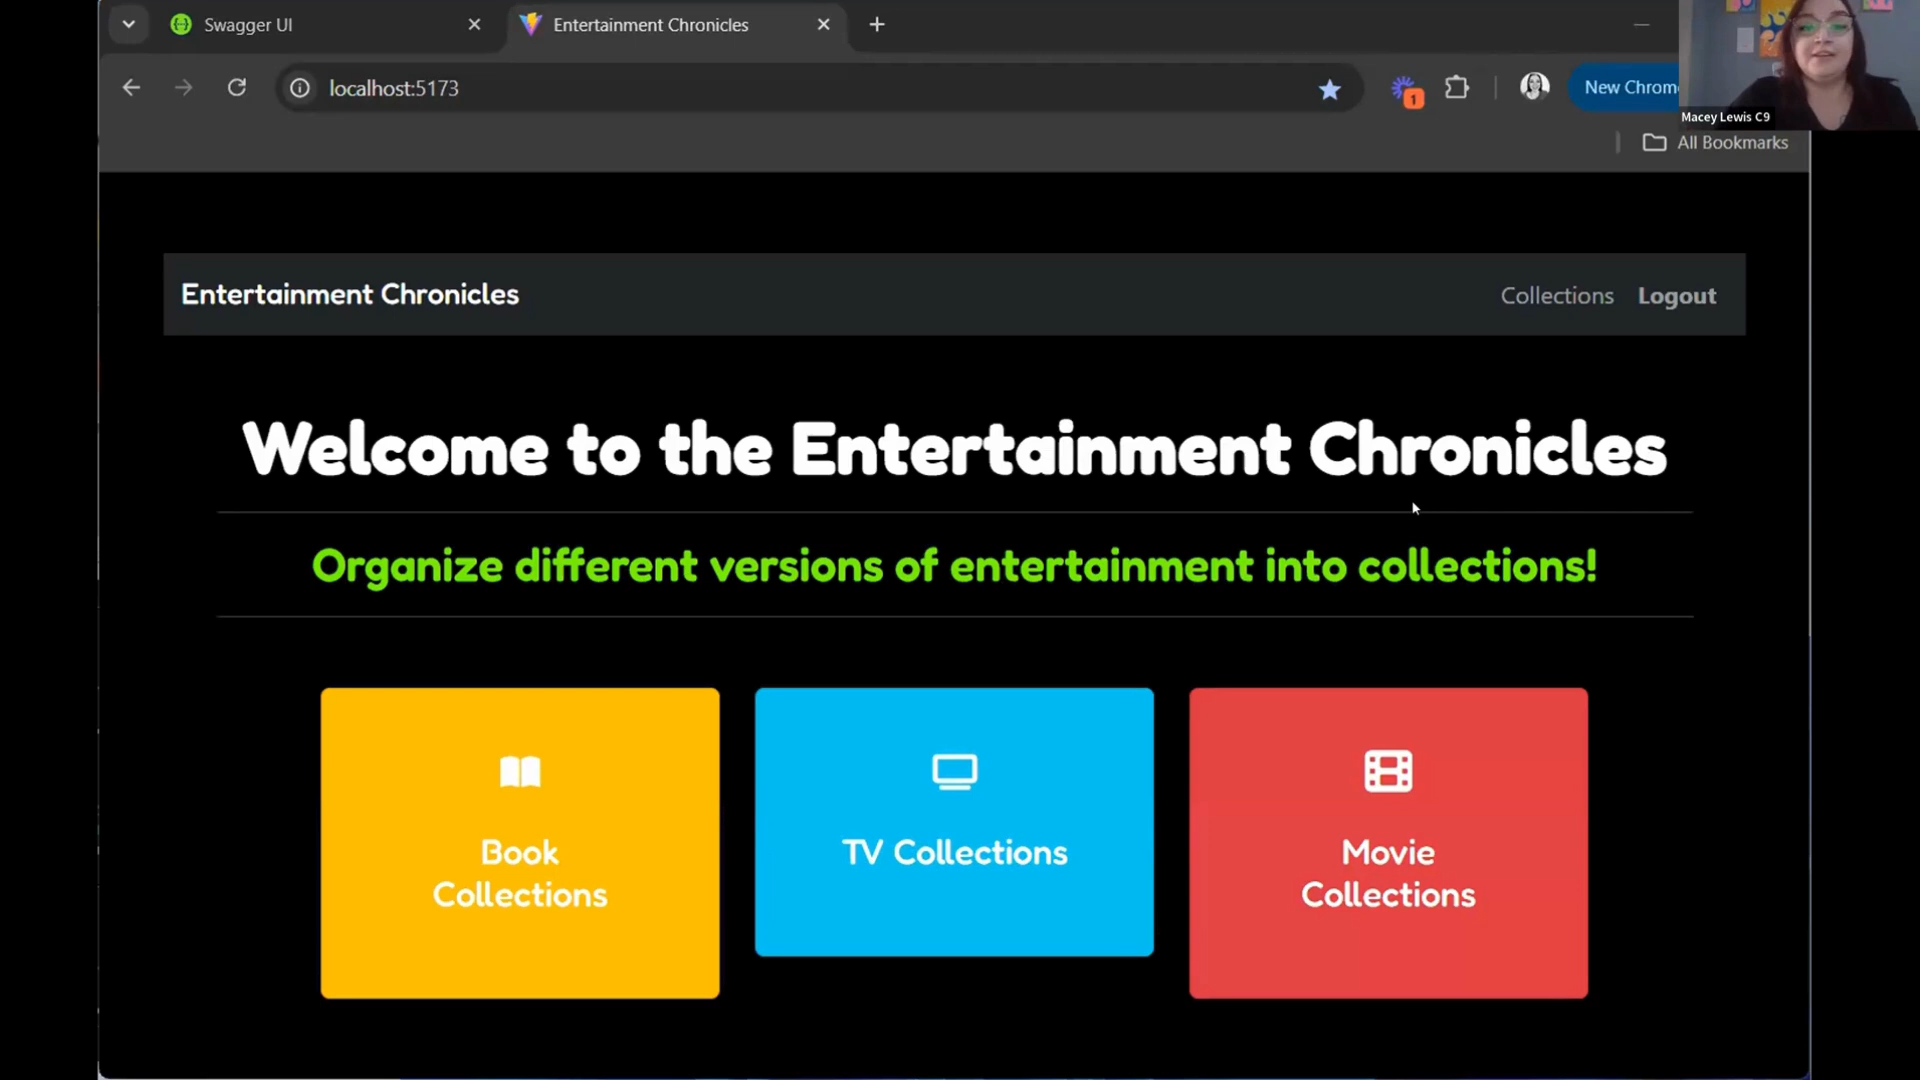 Swagger UI
Entertainment Chronicles
localhost:5173
1
New Chrom
Macey Lewis C9
All Bookmarks
Entertainment Chronicles
Collections
Logout
Welcome to the Entertainment Chronicles
Organize different versions of entertainment into collections!
Book
Collections
TV Collections
Movie
Collections